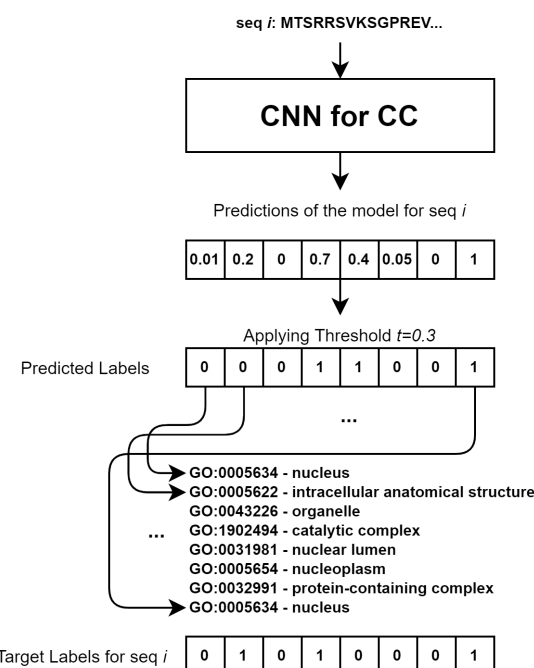 seq i: MTSRRSVKSGPREV...
CNN for CC
Predictions of the model for seq i
0.01 0.2 0 0.7 0.4 0.05 0 1
Applying Threshold t=0.3
Predicted Labels 0 0 0 1 1 0 0 1
...
GO:0005634 - nucleus
GO:0005622 - intracellular anatomical structure
GO:0043226 - organelle
... GO:1902494 - catalytic complex
GO:0031981 - nuclear lumen
GO:0005654 - nucleoplasm
GO:0032991 - protein-containing complex
GO:0005634 - nucleus
Target Labels for seq i 0 1 0 1 0 0 0 1